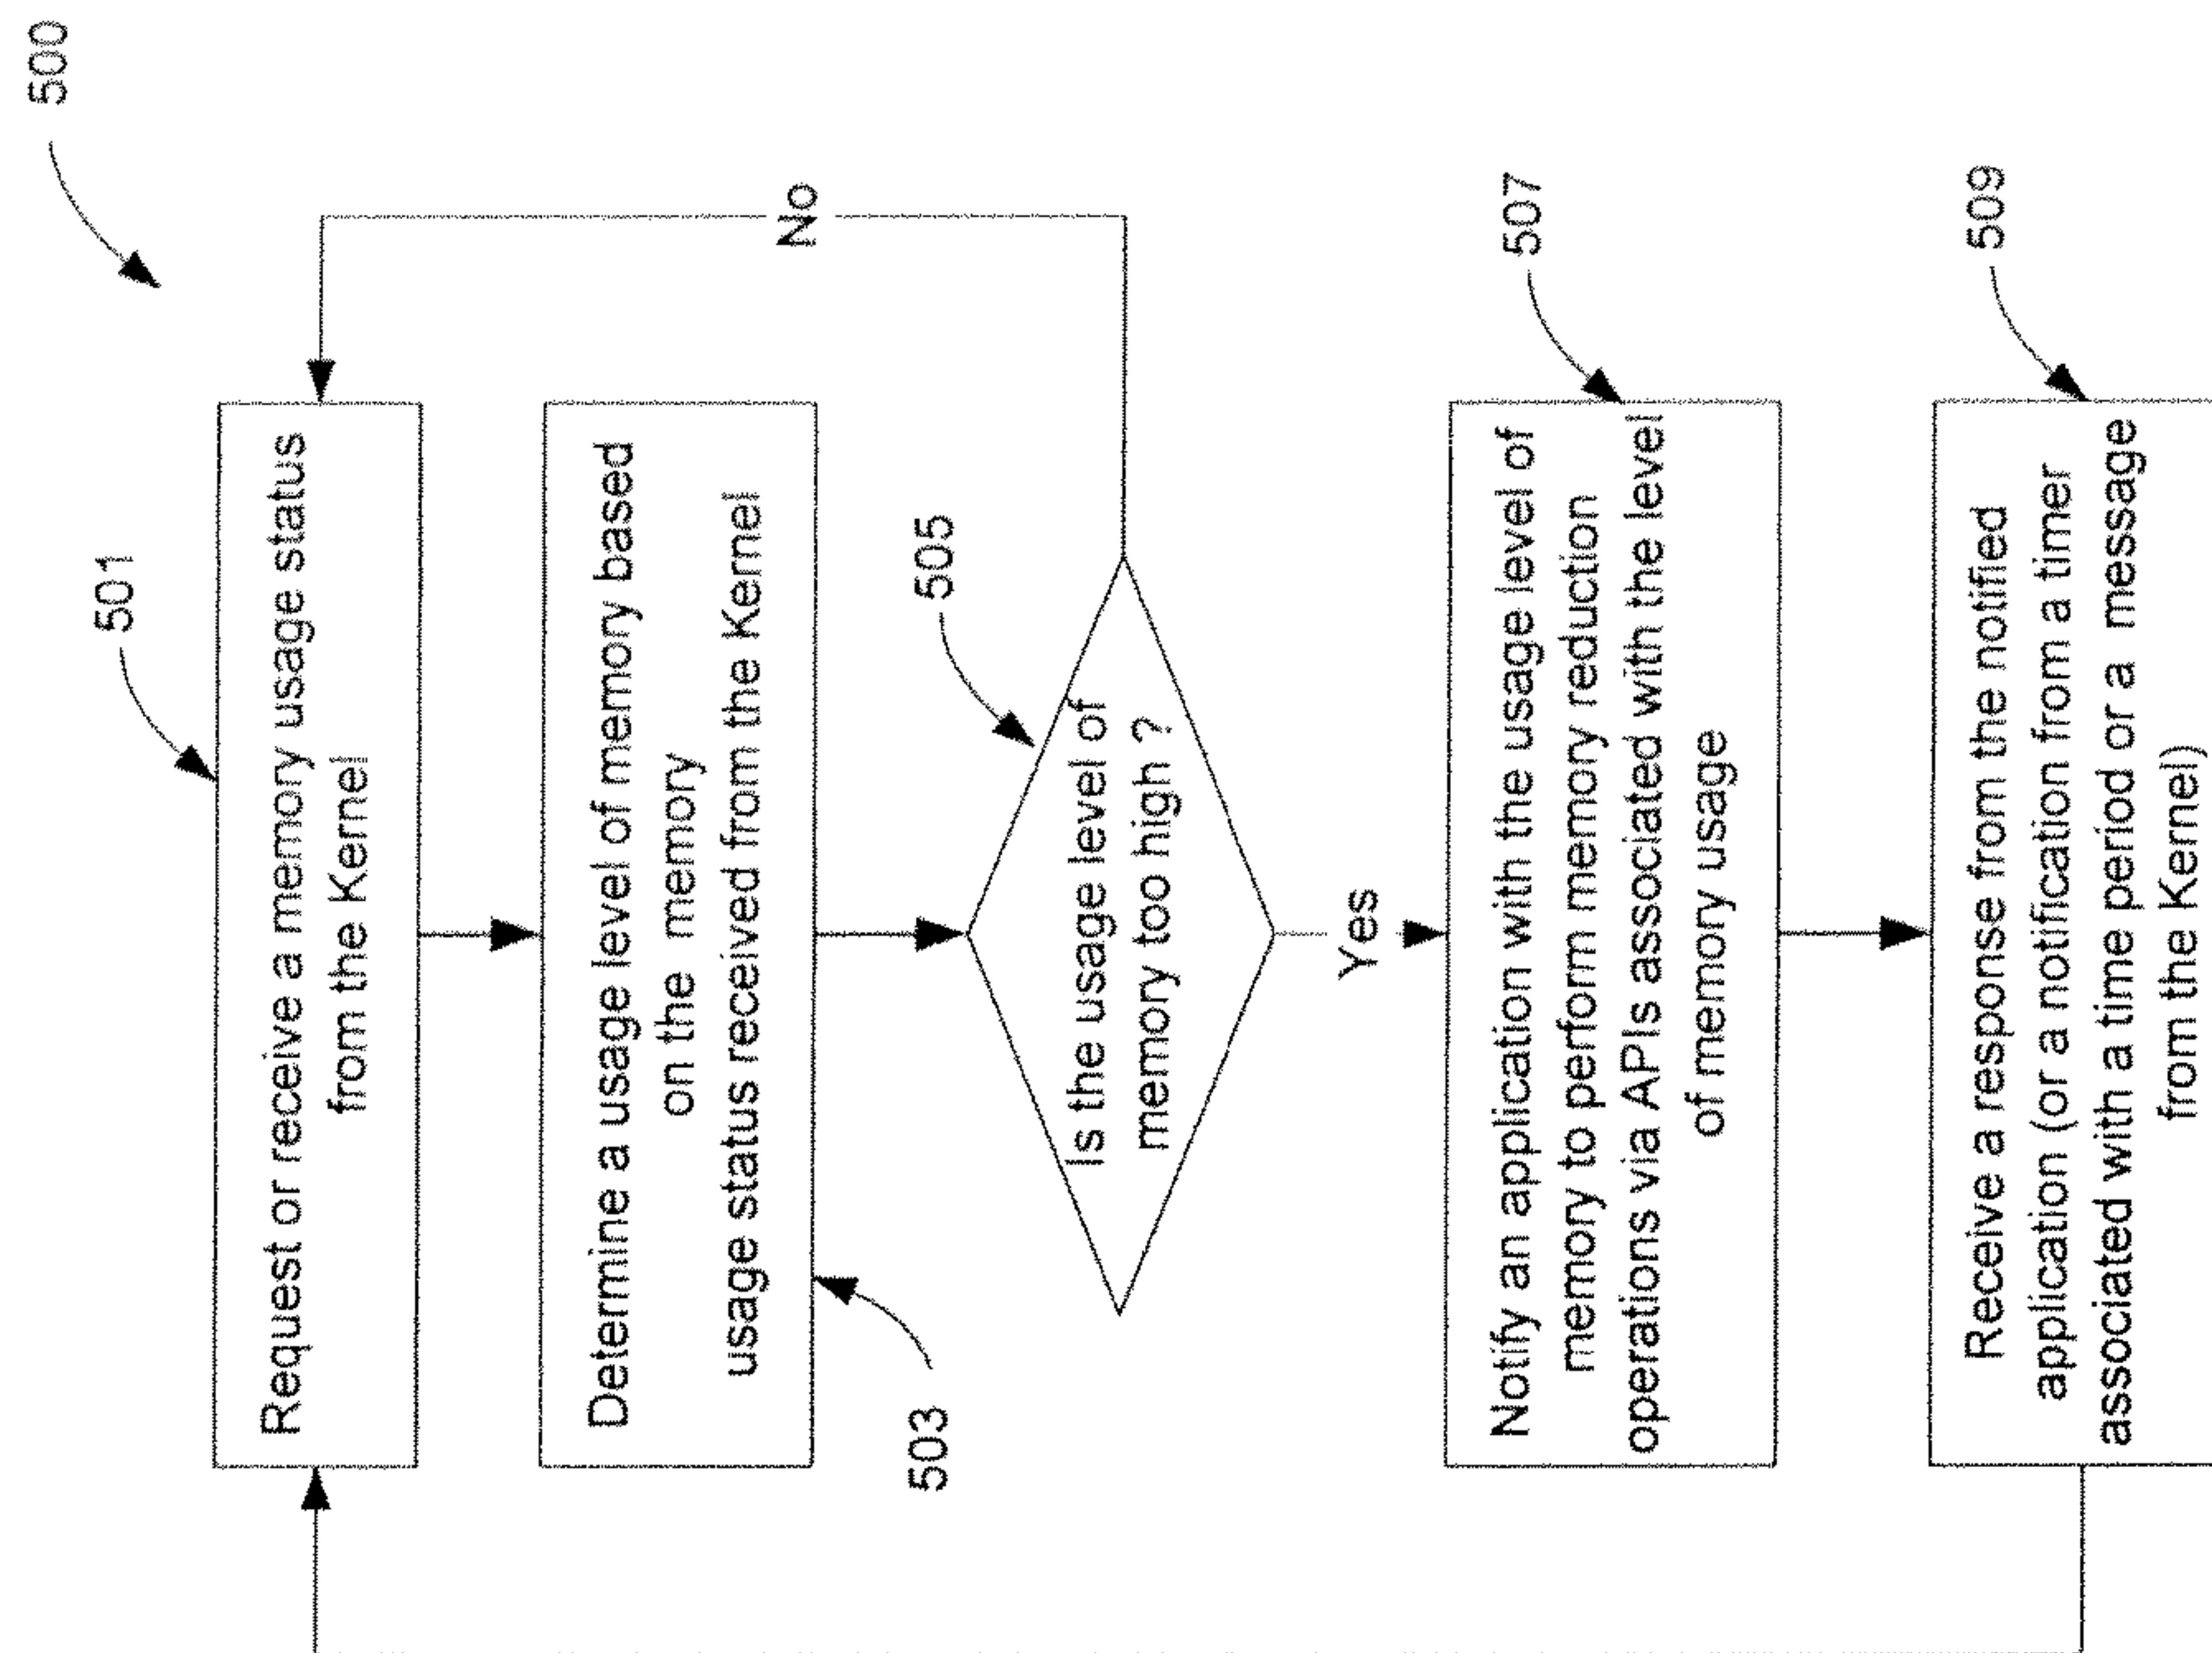 500
501
Request or receive a memory usage status
from the Kernel
Determine a usage level of memory based
on the memory
usage status received from the Kernel
503
505
Is the usage level of
memory too high ?
No
Yes
507
Notify an application with the usage level of
memory to perform memory reduction
operations via APIs associated with the level
of memory usage
509
Receive a response from the notified
application (or a notification from a timer
associated with a time period or a message
from the Kernel)